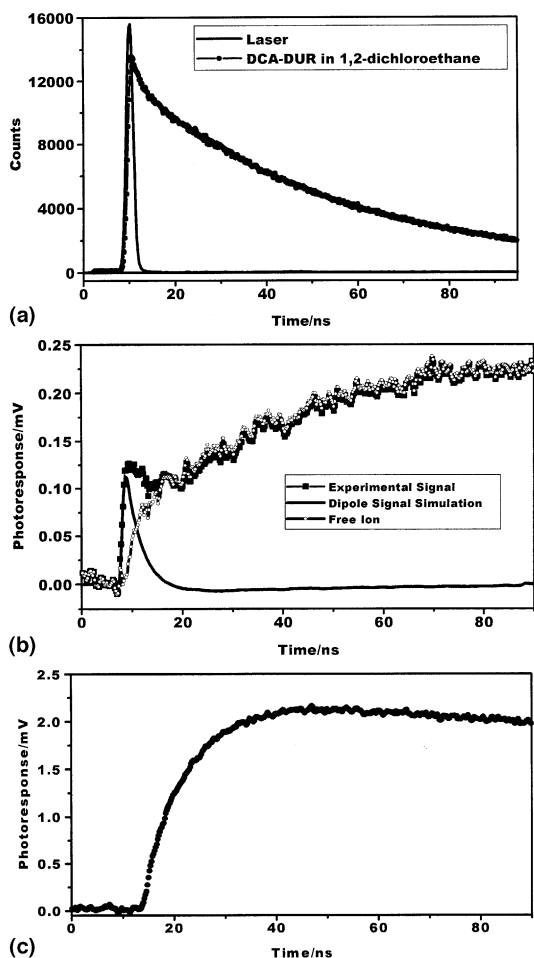 16000
12000
8000
4000
0
Counts
Laser
DCA-DUR in 1,2-dichloroethane
0 20 40 60 80
Time/ns
(a)
0.25
0.20
0.15
0.10
0.05
0.00
Photoresponse/mV
Experimental Signal
Dipole Signal Simulation
Free Ion
0 20 40 60 80
Time/ns
(b)
2.5
2.0
1.5
1.0
0.5
0.0
Photoresponse/mV
0 20 40 60 80
Time/ns
(c)